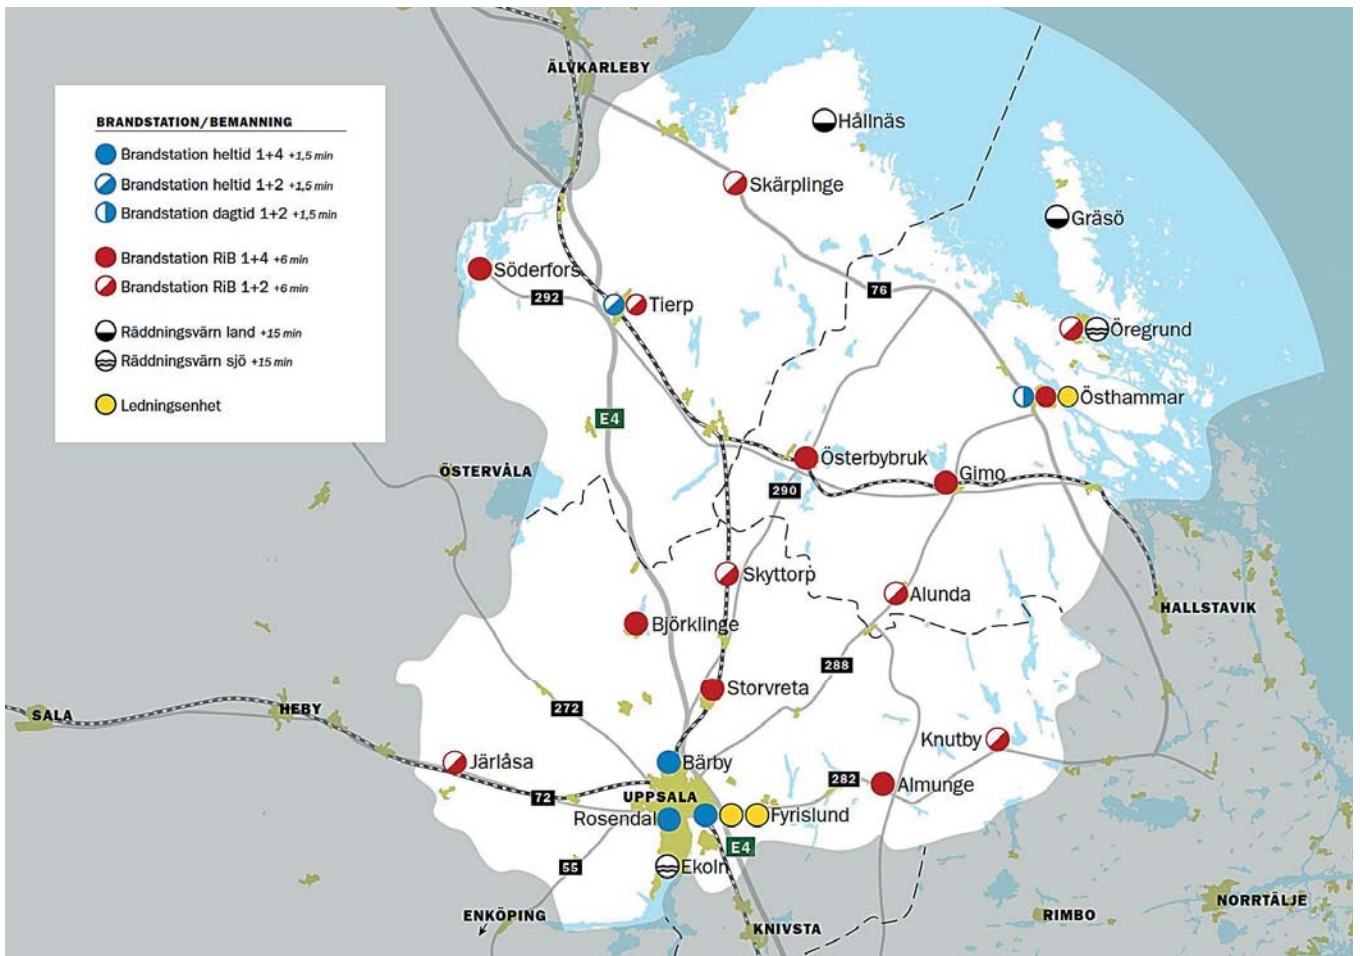 BRANDSTATION/BEMANNING
Brandstation heltid 1+4 +1,5 min
Brandstation heltid 1+2 +1,5 min
Brandstation dagtid 1+2 +1,5 min
Brandstation RiB 1+4 +6 min
Brandstation RiB 1+2 +6 min
Räddningsvärn land +15 min
Räddningsvärn sjö +15 min
Ledningsenhet
ÄLVKARLEBY
Hållnäs
Skärplinge
Gräsö
Söderfors
292
76
Tierp
Öregrund
Östhammar
E4
Österbybruk
ÖSTERVÅLA
Gimo
290
Skyttorp
Alunda
HALLSTAVIK
Björklinge
288
Storvreta
272
SALA
HEBY
Knutby
Järlåsa
Bärby
282
Almunge
72
UPPSALA
Rosendal
Fyrislund
E4
55
Ekoln
NORRTÄLJE
ENKÖPING
RIMBO
KNIVSTA